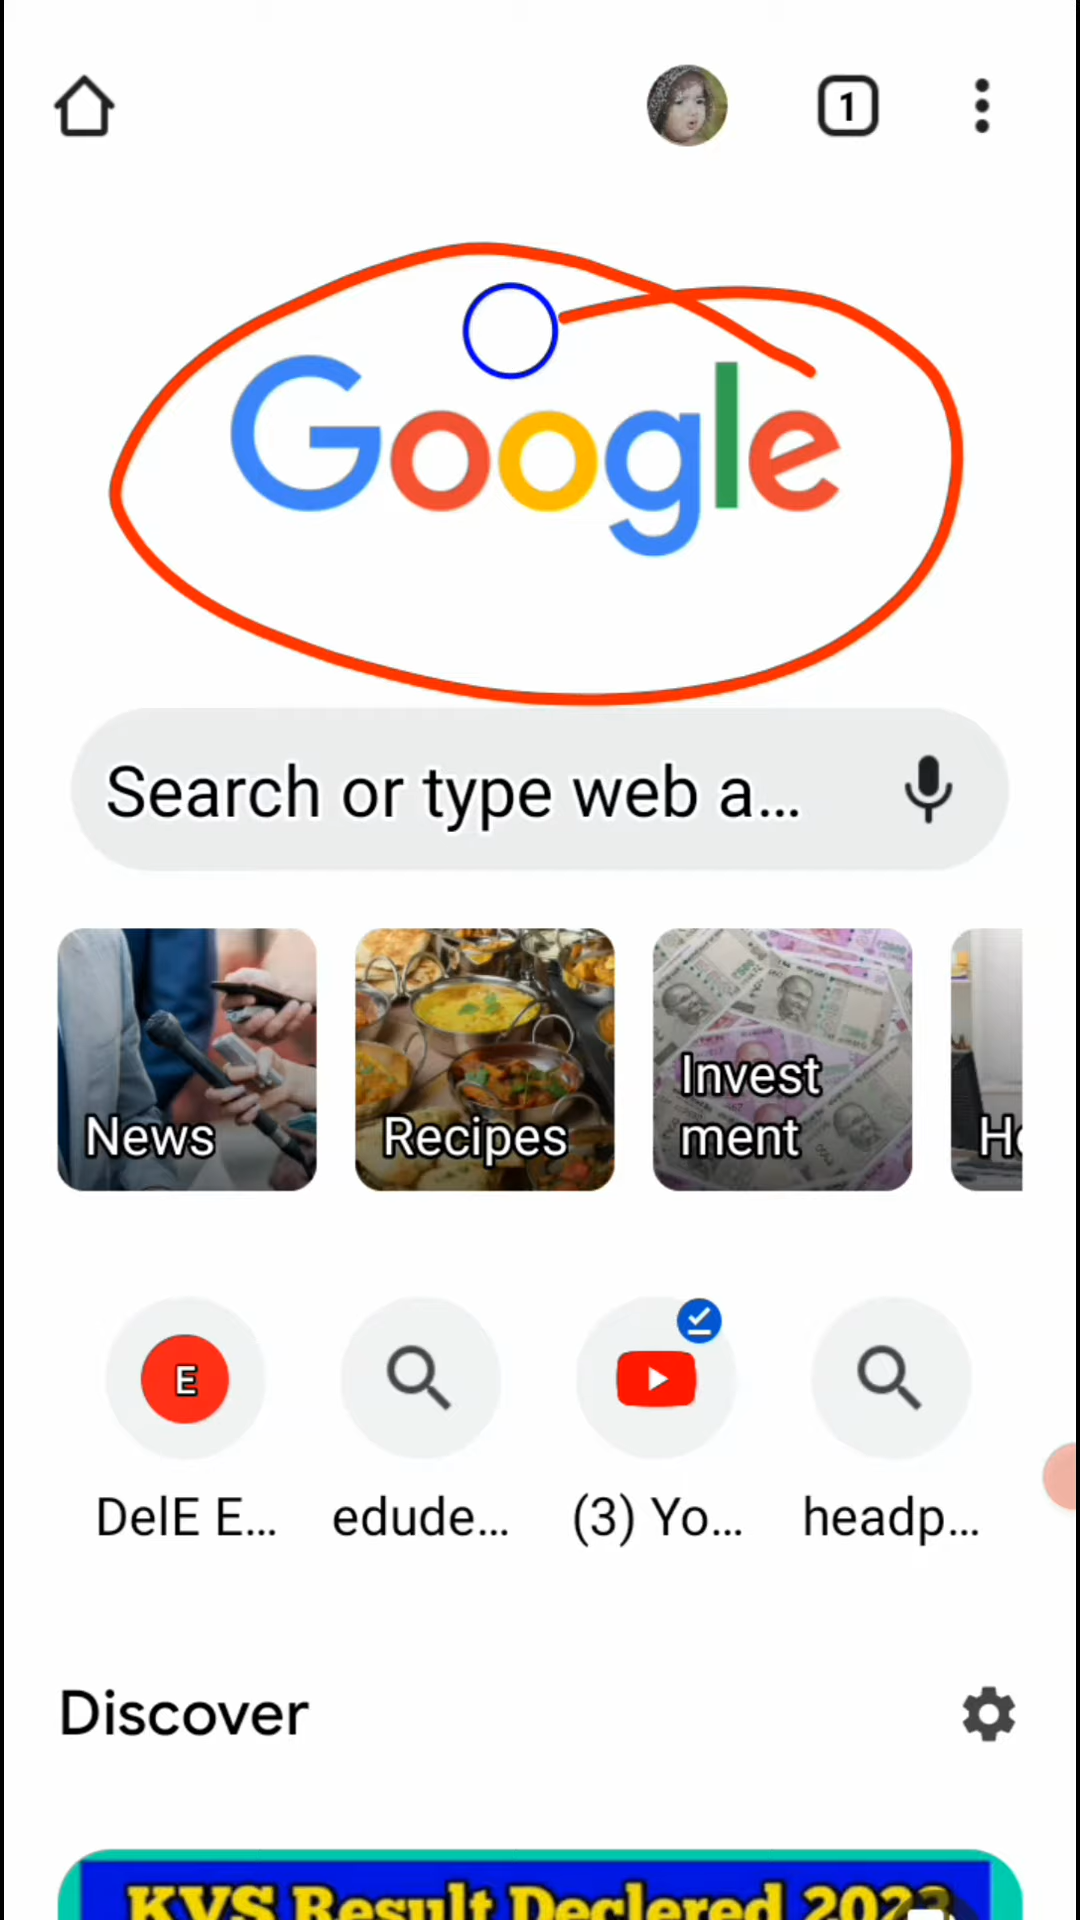 1
Google
Search or type web a...
News
Recipes
Invest
ment
E
DelE E...
edude...
(3) Yo...
headp...
Discover
KVS Result Declered